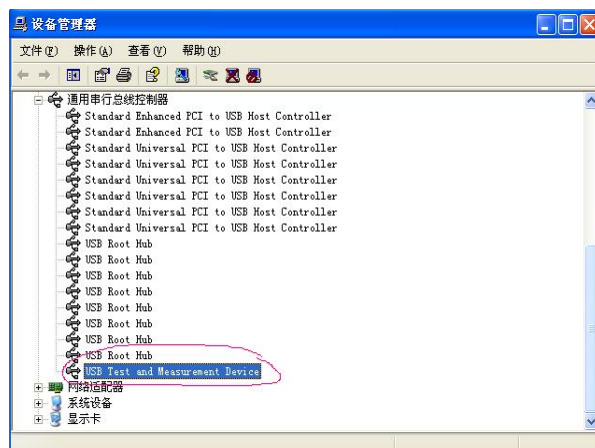 设备管理器
文件(F) 操作(A) 查看(V) 帮助(H)
通用串行总线控制器
Standard Enhanced PCI to USB Host Controller
Standard Enhanced PCI to USB Host Controller
Standard Universal PCI to USB Host Controller
Standard Universal PCI to USB Host Controller
Standard Universal PCI to USB Host Controller
Standard Universal PCI to USB Host Controller
Standard Universal PCI to USB Host Controller
Standard Universal PCI to USB Host Controller
USB Root Hub
USB Root Hub
USB Root Hub
USB Root Hub
USB Root Hub
USB Root Hub
USB Root Hub
USB Root Hub
USB Test and Measurement Device
网络适配器
系统设备
显示卡